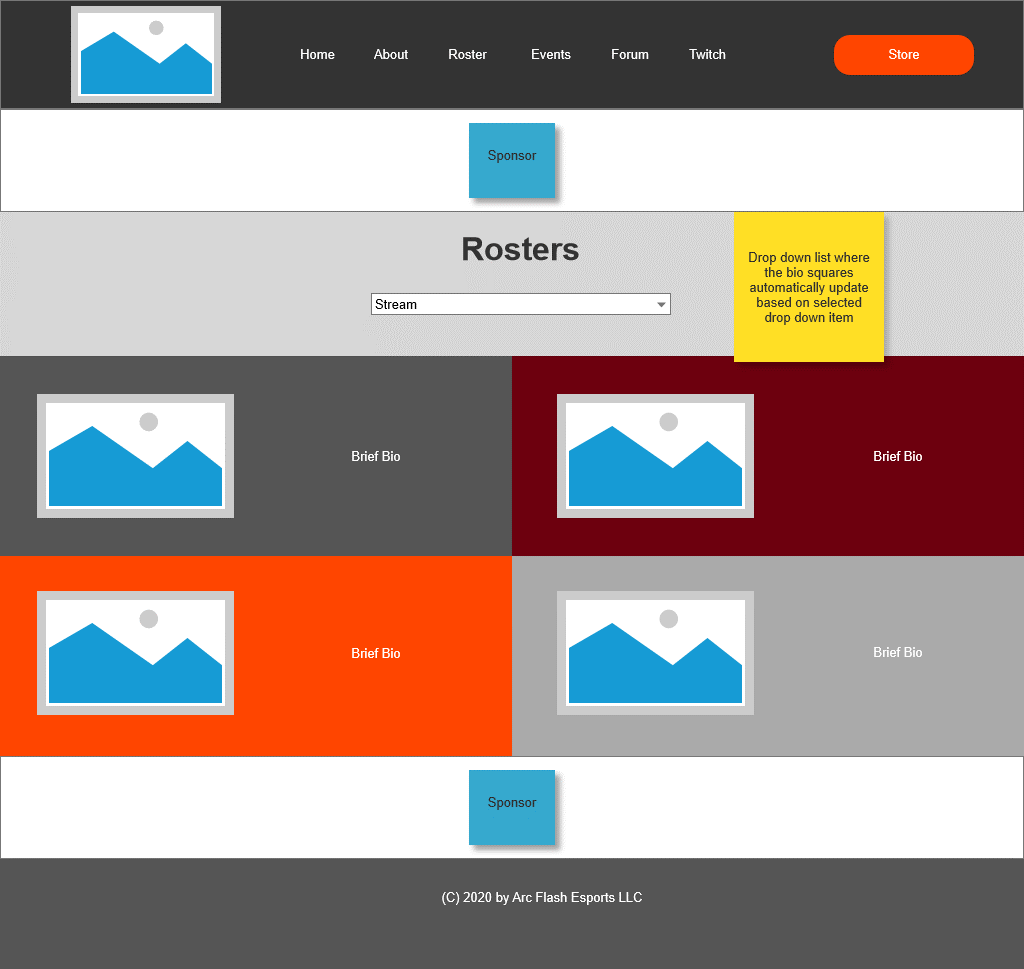 Home About Roster Events Forum Twitch Store
Sponsor
Rosters
Stream
Drop down list where
the bio squares
automatically update
based on selected
drop down item
Brief Bio
Brief Bio
Brief Bio
Brief Bio
Sponsor
(C) 2020 by Arc Flash Esports LLC